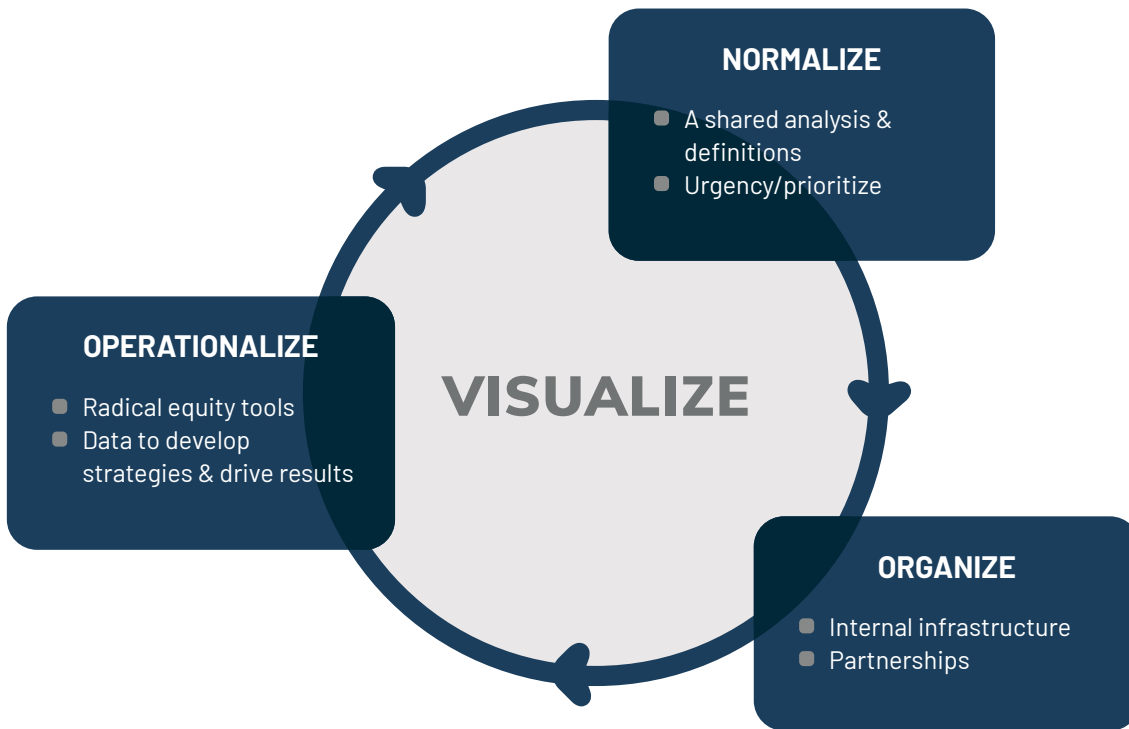 NORMALIZE
A shared analysis &
definitions
Urgency/prioritize
OPERATIONALIZE
Radical equity tools
Data to develop
strategies & drive results
VISUALIZE
ORGANIZE
Internal infrastructure
Partnerships